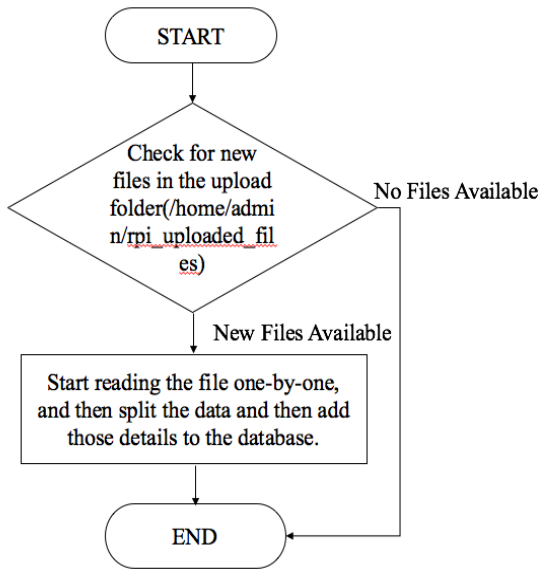 START
Check for new
files in the upload
folder(/home/admi
n/rpi_uploaded_fil
es)
No Files Available
New Files Available
Start reading the file one-by-one,
and then split the data and then add
those details to the database.
END